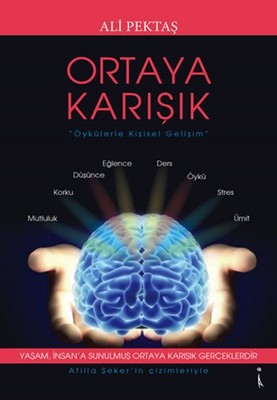 ALİ PEKTAŞ
ORTAYA
KARIŞIK
"Öykülerle Kişisel Gelişim"
Eğlence
Ders
Düşünce
Öykü
Korku
Stres
Mutluluk
Ümit
YAŞAM, İNSAN'A SUNULMUŞ ORTAYA KARIŞIK GERÇEKLERDİR
Atilla Şeker'in çizimleriyle